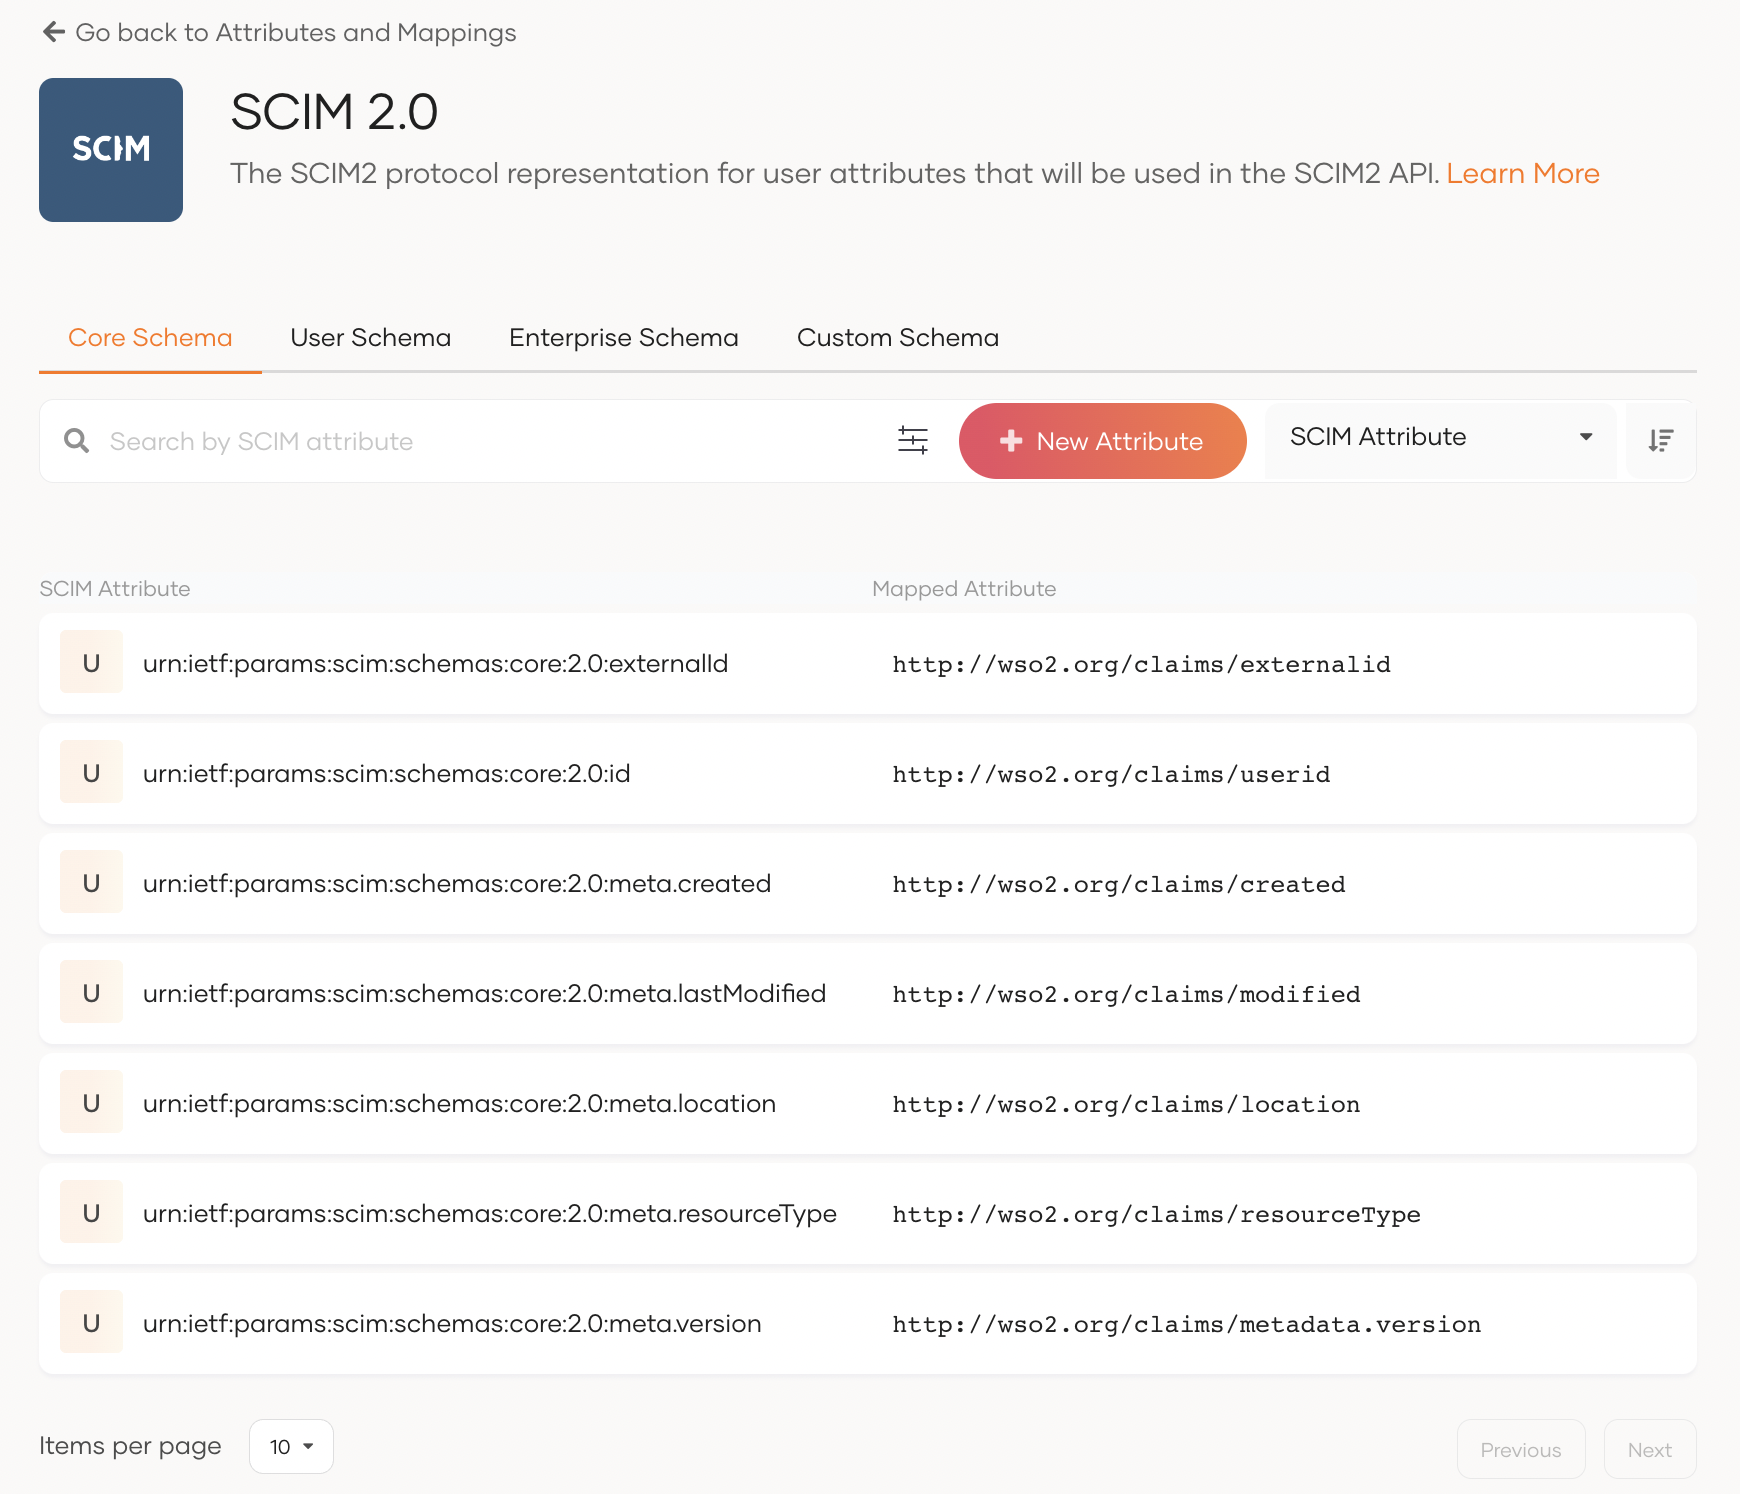 Go back to Attributes and Mappings
SCIM
SCIM 2.0
The SCIM2 protocol representation for user attributes that will be used in the SCIM2 API. Learn More
Core Schema User Schema Enterprise Schema Custom Schema
Search by SCIM attribute New Attribute SCIM Attribute
SCIM Attribute Mapped Attribute
U urn:ietf:params:scim:schemas:core:2.0:externalId http://wso2.org/claims/externalid
U urn:ietf:params:scim:schemas:core:2.0:id http://wso2.org/claims/userid
U urn:ietf:params:scim:schemas:core:2.0:meta.created http://wso2.org/claims/created
U urn:ietf:params:scim:schemas:core:2.0:meta.lastModified http://wso2.org/claims/modified
U urn:ietf:params:scim:schemas:core:2.0:meta.location http://wso2.org/claims/location
U urn:ietf:params:scim:schemas:core:2.0:meta.resourceType http://wso2.org/claims/resourceType
U urn:ietf:params:scim:schemas:core:2.0:meta.version http://wso2.org/claims/metadata.version
Items per page 10 Previous Next